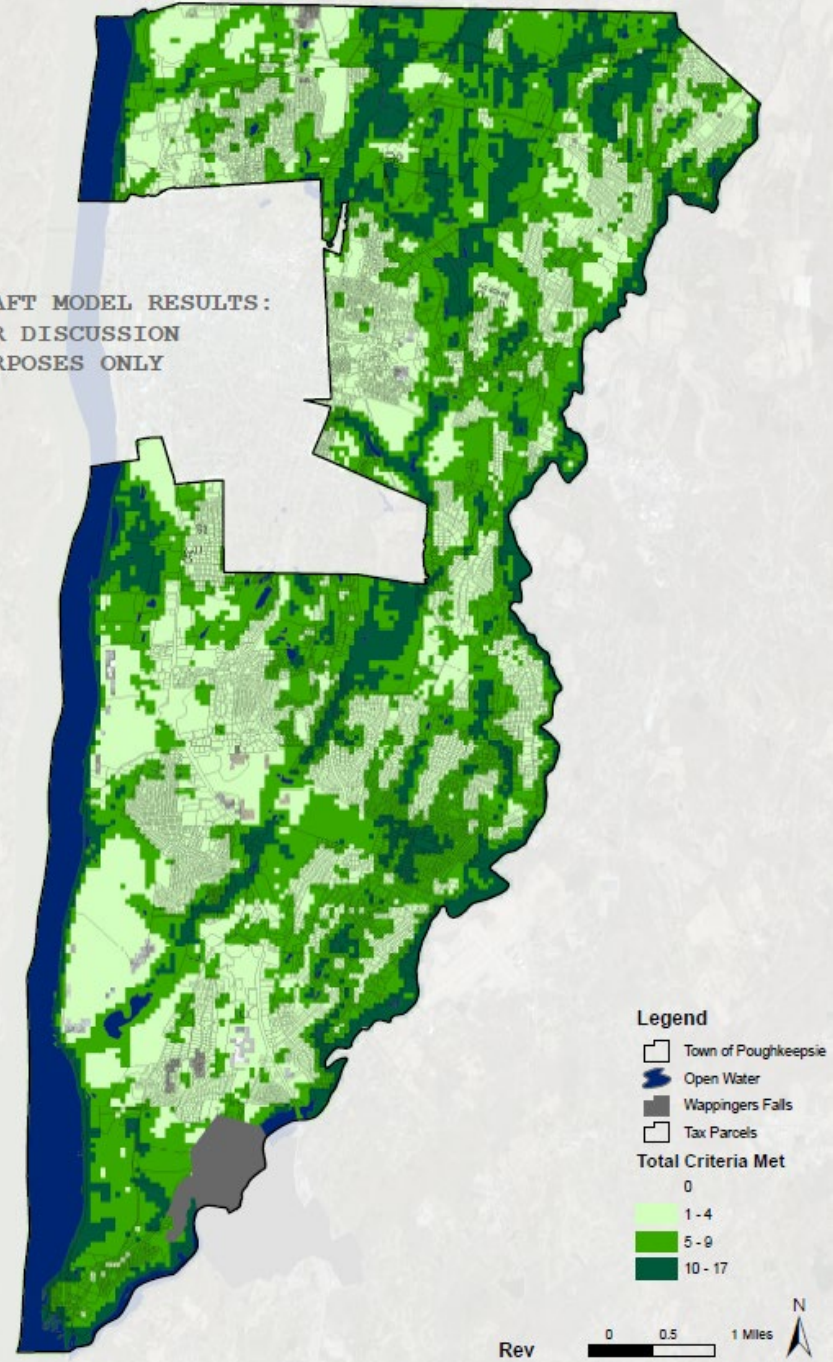 AFT MODEL RESULTS:
R DISCUSSION
RPOSES ONLY
Legend
Town of Poughkeepsie
Open Water
Wappingers Falls
Tax Parcels
Total Criteria Met
0
1 - 4
5 - 9
10 - 17
N
0 0.5 1 Miles
Rev